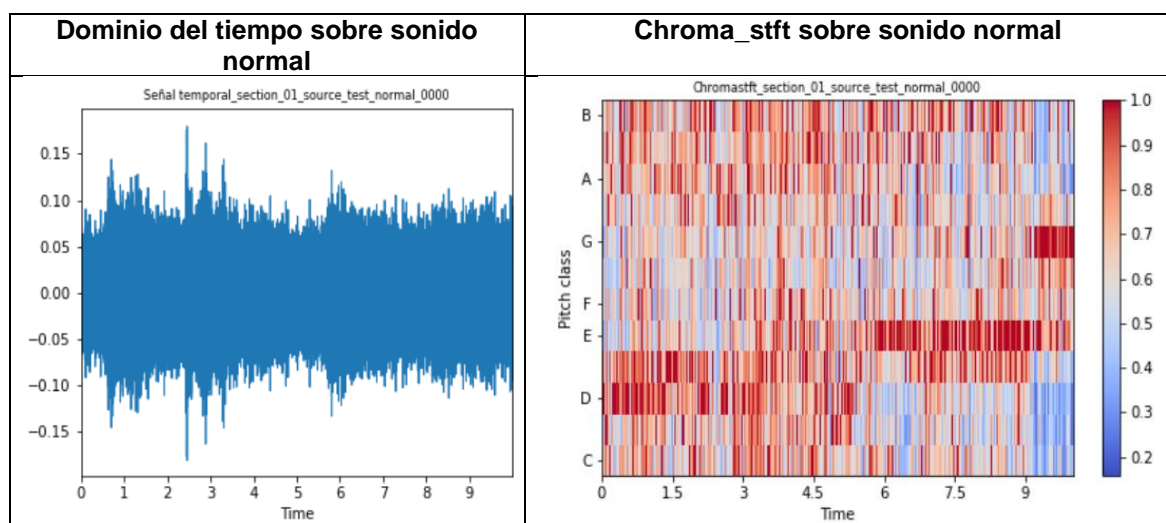 Dominio del tiempo sobre sonido
normal
Chroma_stft sobre sonido normal
Señal temporal_section_01_source_test_normal_0000
0.15
0.10
0.05
0.00
−0.05
−0.10
−0.15
0 1 2 3 4 5 6 7 8 9
Time
Chromastft_section_01_source_test_normal_0000
Pitch class
B
A
G
F
E
D
C
0 1.5 3 4.5 6 7.5 9
Time
1.0
0.9
0.8
0.7
0.6
0.5
0.4
0.3
0.2